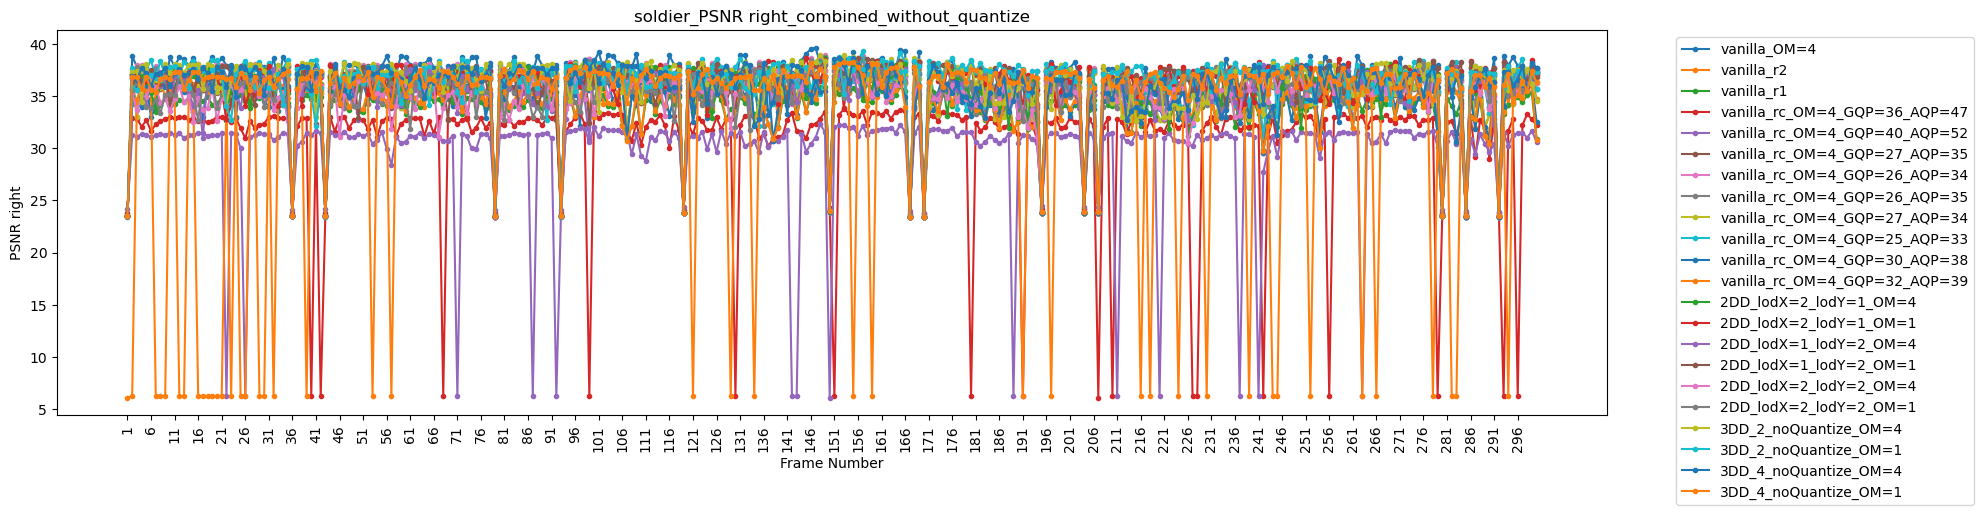 soldier_PSNR right_combined_without_quantize
PSNR right
40
35
30
25
20
15
10
5
1 6 11 16 21 26 31 36 41 46 51 56 61 66 71 76 81 86 91 96 101 106 111 116 121 126 131 136 141 146 151 156 161 166 171 176 181 186 191 196 201 206 211 216 221 226 231 236 241 246 251 256 261 266 271 276 281 286 291 296
Frame Number
vanilla_OM=4
vanilla_r2
vanilla_r1
vanilla_rc_OM=4_GQP=36_AQP=47
vanilla_rc_OM=4_GQP=40_AQP=52
vanilla_rc_OM=4_GQP=27_AQP=35
vanilla_rc_OM=4_GQP=26_AQP=34
vanilla_rc_OM=4_GQP=26_AQP=35
vanilla_rc_OM=4_GQP=27_AQP=34
vanilla_rc_OM=4_GQP=25_AQP=33
vanilla_rc_OM=4_GQP=30_AQP=38
vanilla_rc_OM=4_GQP=32_AQP=39
2DD_lodX=2_lodY=1_OM=4
2DD_lodX=2_lodY=1_OM=1
2DD_lodX=1_lodY=2_OM=4
2DD_lodX=1_lodY=2_OM=1
2DD_lodX=2_lodY=2_OM=4
2DD_lodX=2_lodY=2_OM=1
3DD_2_noQuantize_OM=4
3DD_2_noQuantize_OM=1
3DD_4_noQuantize_OM=4
3DD_4_noQuantize_OM=1